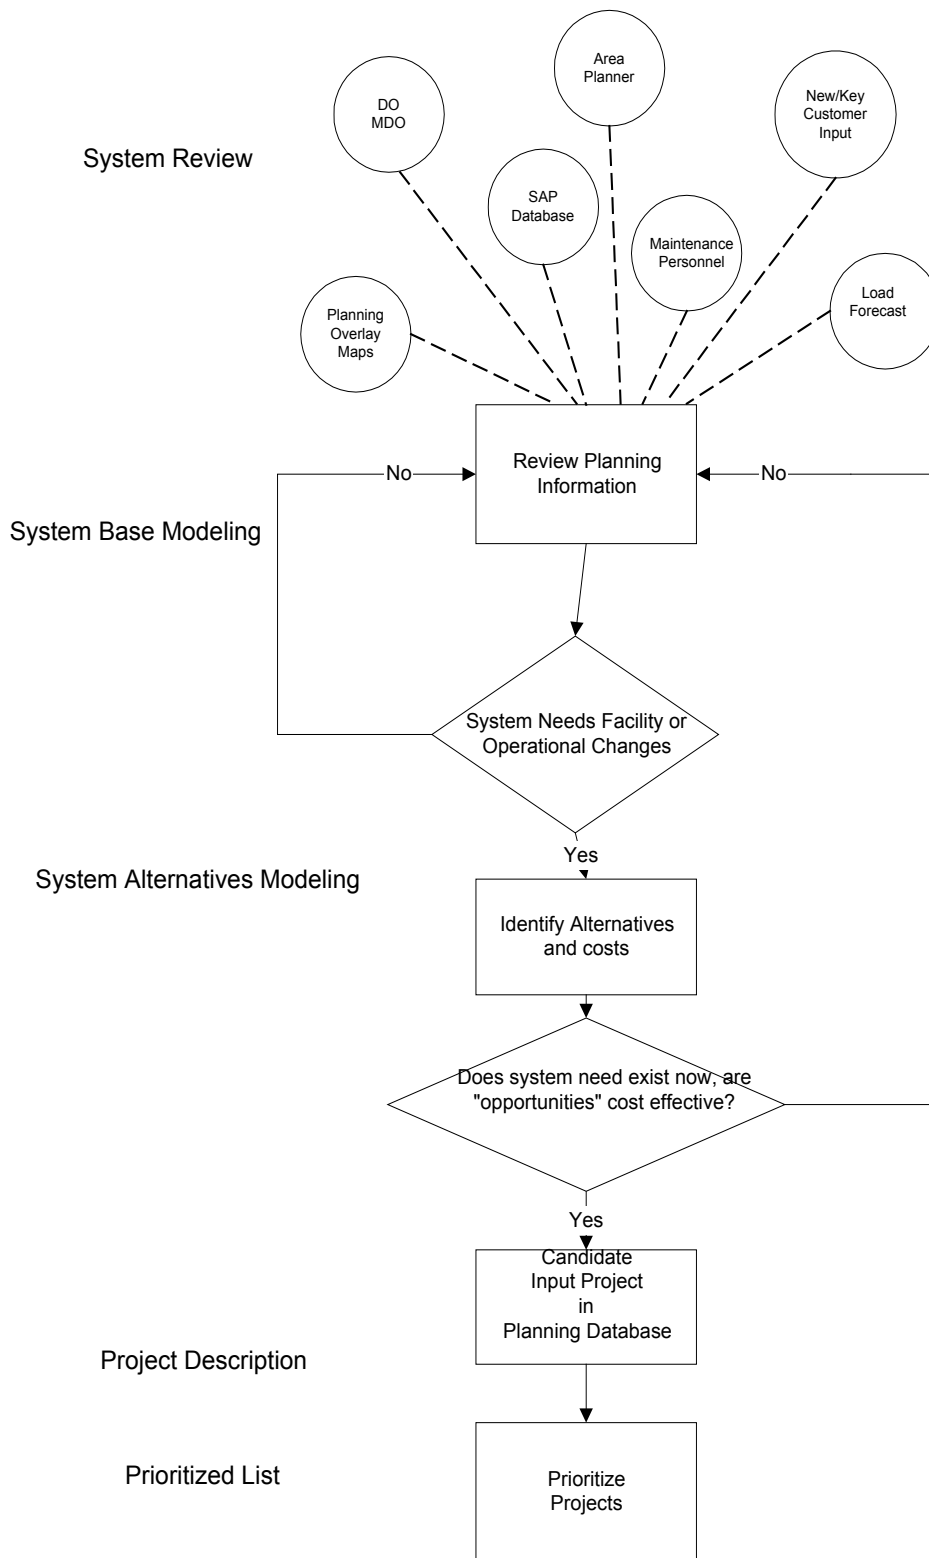 Area
Planner
DO
MDO
New/Key
Customer
Input
System Review
SAP
Database
Maintenance
Personnel
Planning
Overlay
Maps
Load
Forecast
Review Planning
Information
No
No
System Base Modeling
System Needs Facility or
Operational Changes
Yes
System Alternatives Modeling
Identify Alternatives
and costs
Does system need exist now, are
"opportunities" cost effective?
Yes
Candidate
Input Project
in
Planning Database
Project Description
Prioritized List
Prioritize
Projects